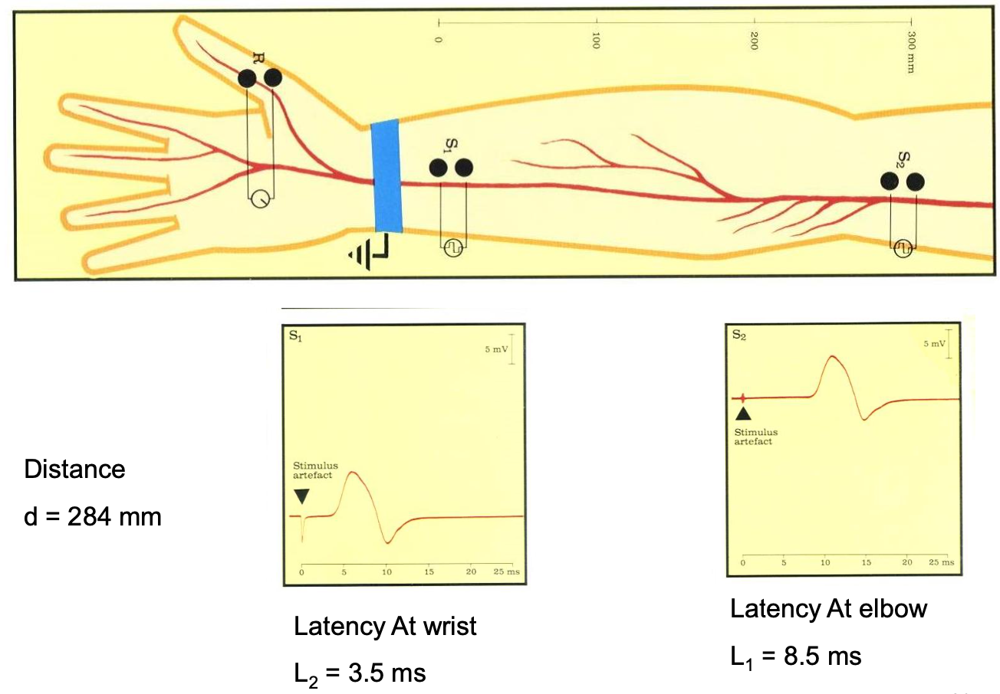 0
100
200
300 mm
R
S₁
S₂
S₁
5 mV
Stimulus
artefact
0 5 10 15 20 25 ms
S₂
5 mV
Stimulus
artefact
0 5 10 15 20 25 ms
Distance
d = 284 mm
Latency At wrist
L₂ = 3.5 ms
Latency At elbow
L₁ = 8.5 ms